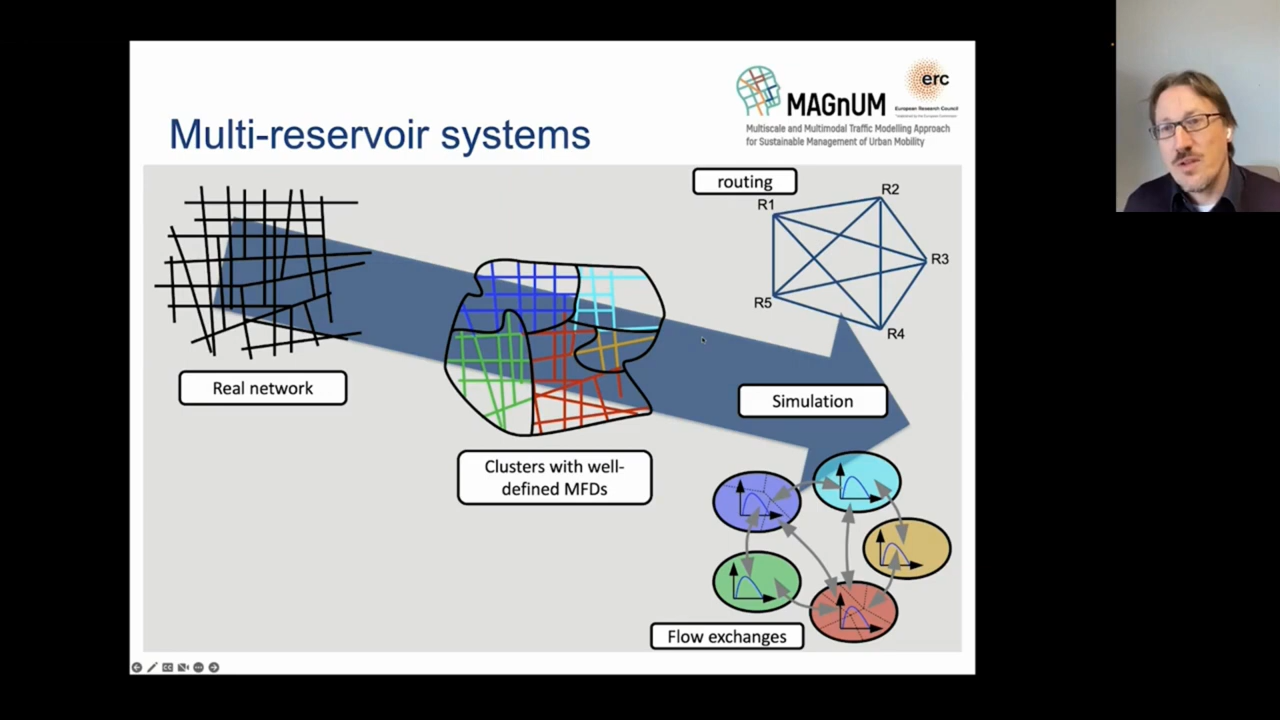 Multi-reservoir systems
MAGnUM
Multiscale and Multimodal Traffic Modelling Approach
for Sustainable Management of Urban Mobility
erc
European Research Council
routing
R1
R2
R3
R4
R5
Real network
Clusters with well-
defined MFDs
Simulation
Flow exchanges